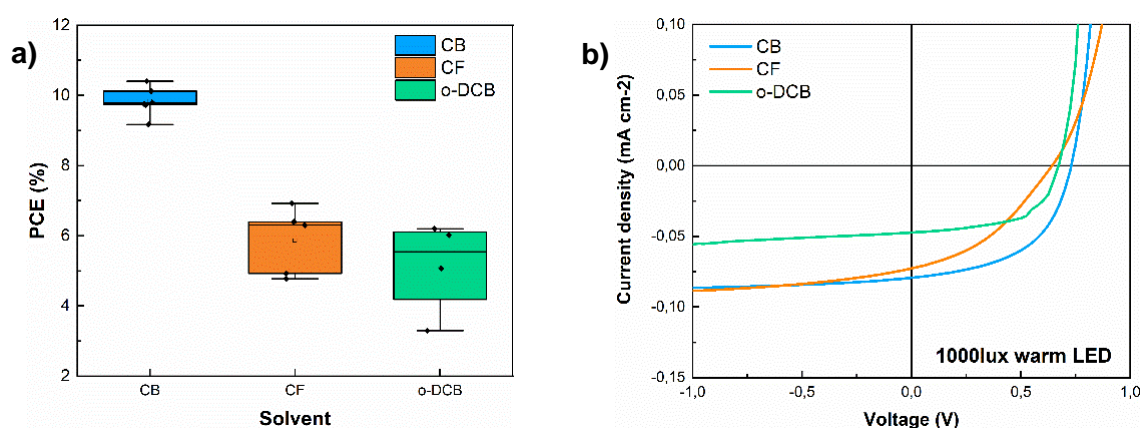 a)
12
10
8
6
4
2
PCE (%)
CB
CF
o-DCB
CB
CF
o-DCB
Solvent
b)
0,10
0,05
0,00
-0,05
-0,10
-0,15
Current density (mA cm-2)
CB
CF
o-DCB
1000lux warm LED
-1,0
-0,5
0,0
0,5
1,0
Voltage (V)